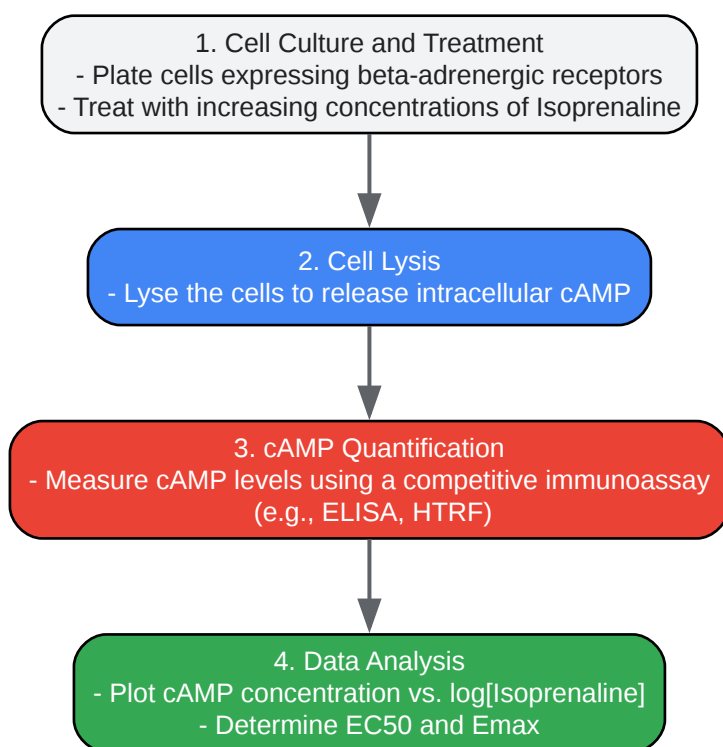 1. Cell Culture and Treatment
- Plate cells expressing beta-adrenergic receptors
- Treat with increasing concentrations of Isoprenaline
2. Cell Lysis
- Lyse the cells to release intracellular cAMP
3. cAMP Quantification
- Measure cAMP levels using a competitive immunoassay
(e.g., ELISA, HTRF)
4. Data Analysis
- Plot cAMP concentration vs. log[Isoprenaline]
- Determine EC50 and Emax